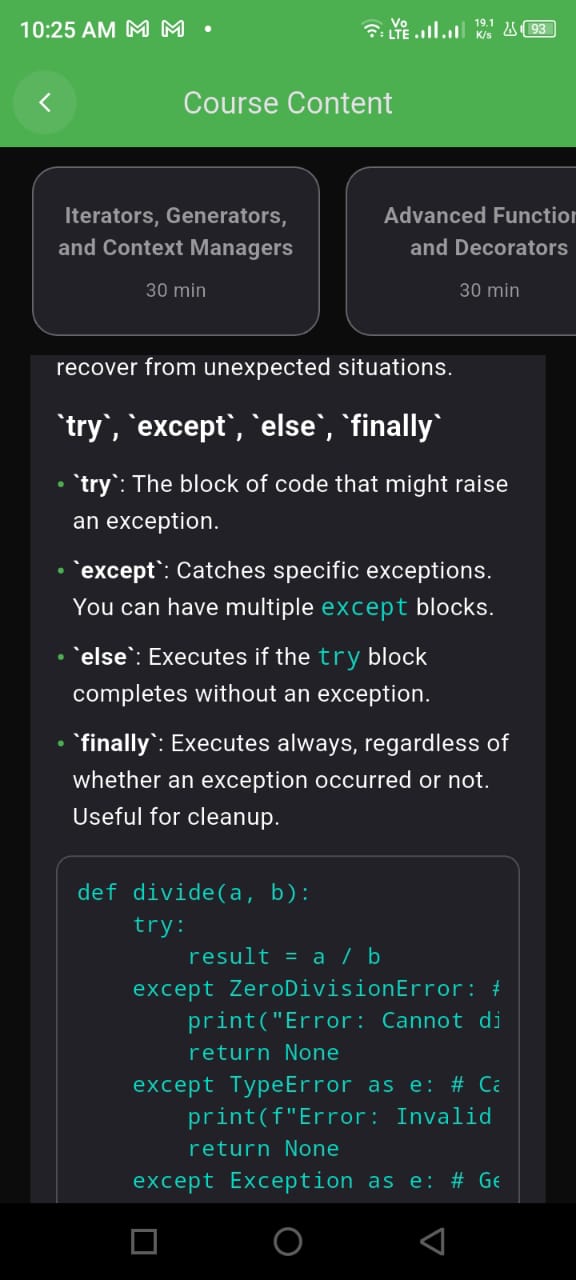 10:25 AM
Vo
LTE
19.1
K/s
93
Course Content
Iterators, Generators,
and Context Managers
30 min
Advanced Function
and Decorators
30 min
recover from unexpected situations.
`try`, `except`, `else`, `finally`
• `try`: The block of code that might raise
an exception.
• `except`: Catches specific exceptions.
You can have multiple except blocks.
• `else`: Executes if the try block
completes without an exception.
• `finally`: Executes always, regardless of
whether an exception occurred or not.
Useful for cleanup.
def divide(a, b):
    try:
        result = a / b
    except ZeroDivisionError: #
        print("Error: Cannot di
        return None
    except TypeError as e: # Ca
        print(f"Error: Invalid
        return None
    except Exception as e: # Ge